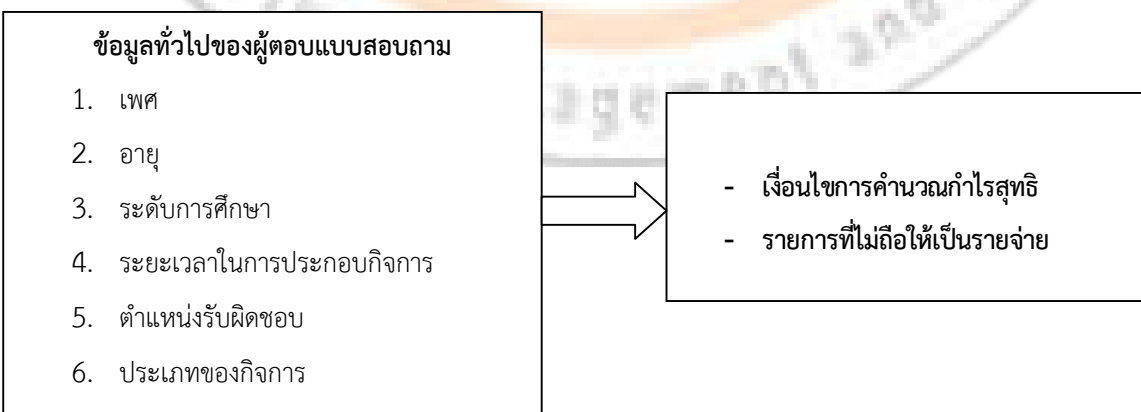 ข้อมูลทั่วไปของผู้ตอบแบบสอบถาม
1. เพศ
2. อายุ
3. ระดับการศึกษา
4. ระยะเวลาในการประกอบกิจการ
5. ตำแหน่งรับผิดชอบ
6. ประเภทของกิจการ
agement and
- เงื่อนไขการคำนวณกำไรสุทธิ
- รายการที่ไม่ถือให้เป็นรายจ่าย